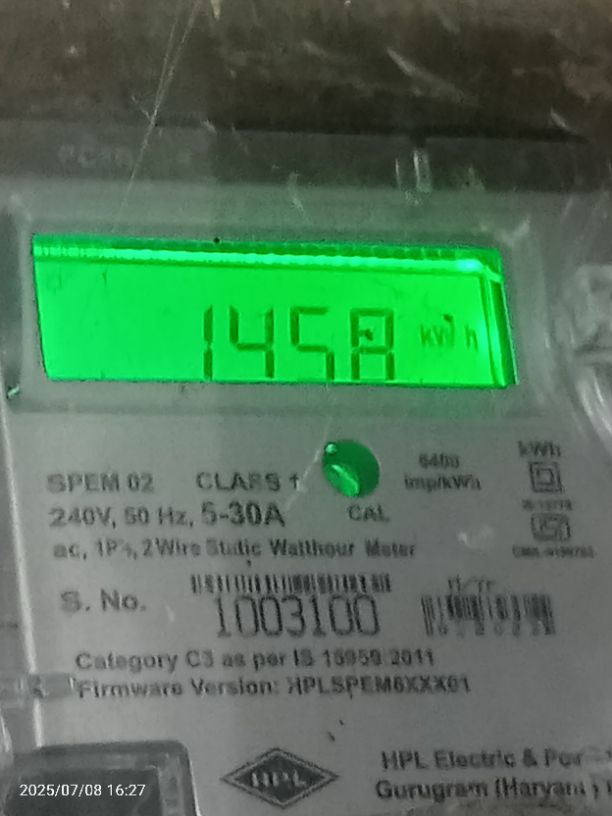 1458 kWh
SPEM 02 CLASS 1 6400 imp/kWh kWh
240V, 50 Hz, 5-30A CAL
ac, 1Ph, 2Wire Static Watthour Meter
S. No. 1003100
Category C3 as per IS 15959:2011
Firmware Version: HPLSPEM6XXX01
HPL HPL Electric &
Gurugram (Haryana)
2025/07/08 16:27